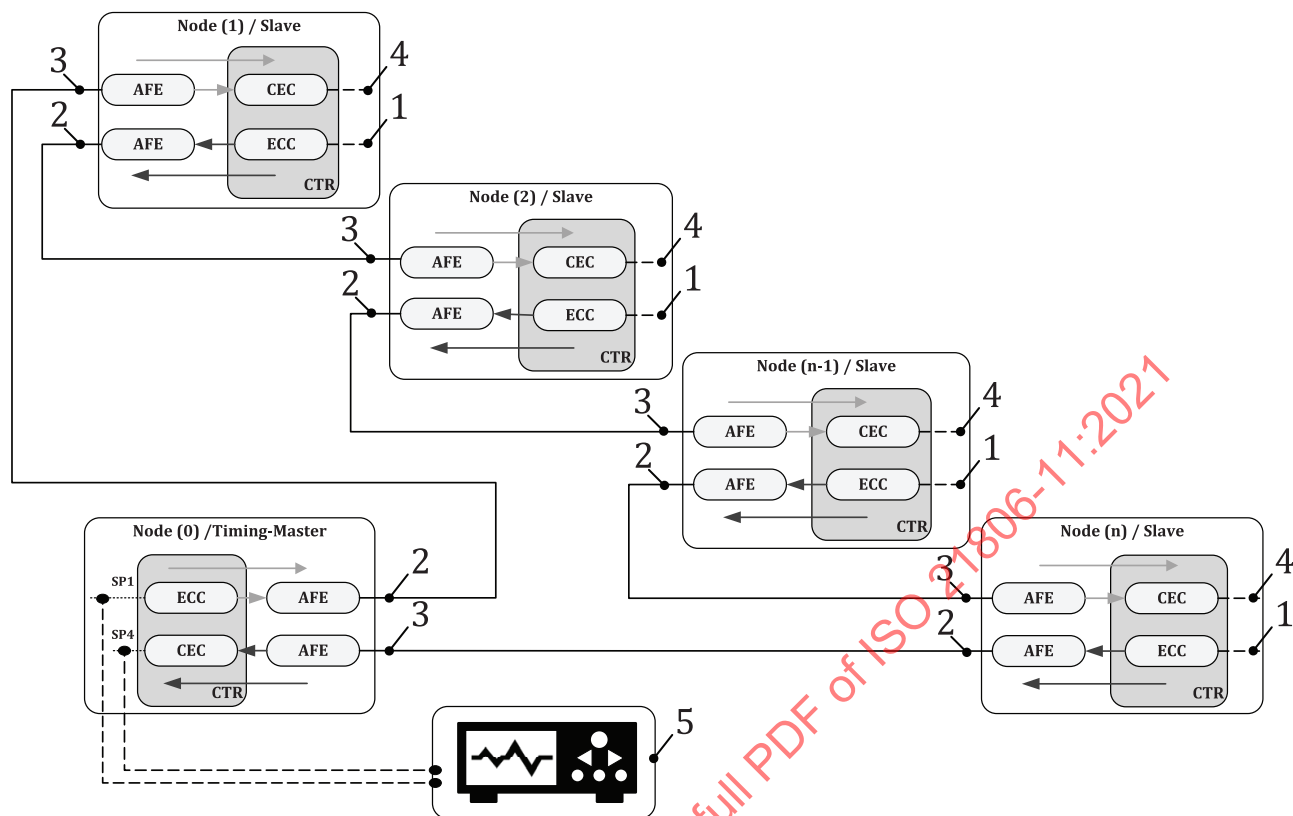 Node (1) / Slave
3
AFE
CEC
4
2
AFE
ECC
1
CTR
Node (2) / Slave
3
AFE
CEC
4
2
AFE
ECC
1
CTR
Node (n-1) / Slave
3
AFE
CEC
4
2
AFE
ECC
1
CTR
Node (0) /Timing-Master
SP1
ECC
AFE
2
SP4
CEC
AFE
3
CTR
Node (n) / Slave
3
AFE
CEC
4
2
AFE
ECC
1
CTR
5
full PDF of ISO 21806-11:2021